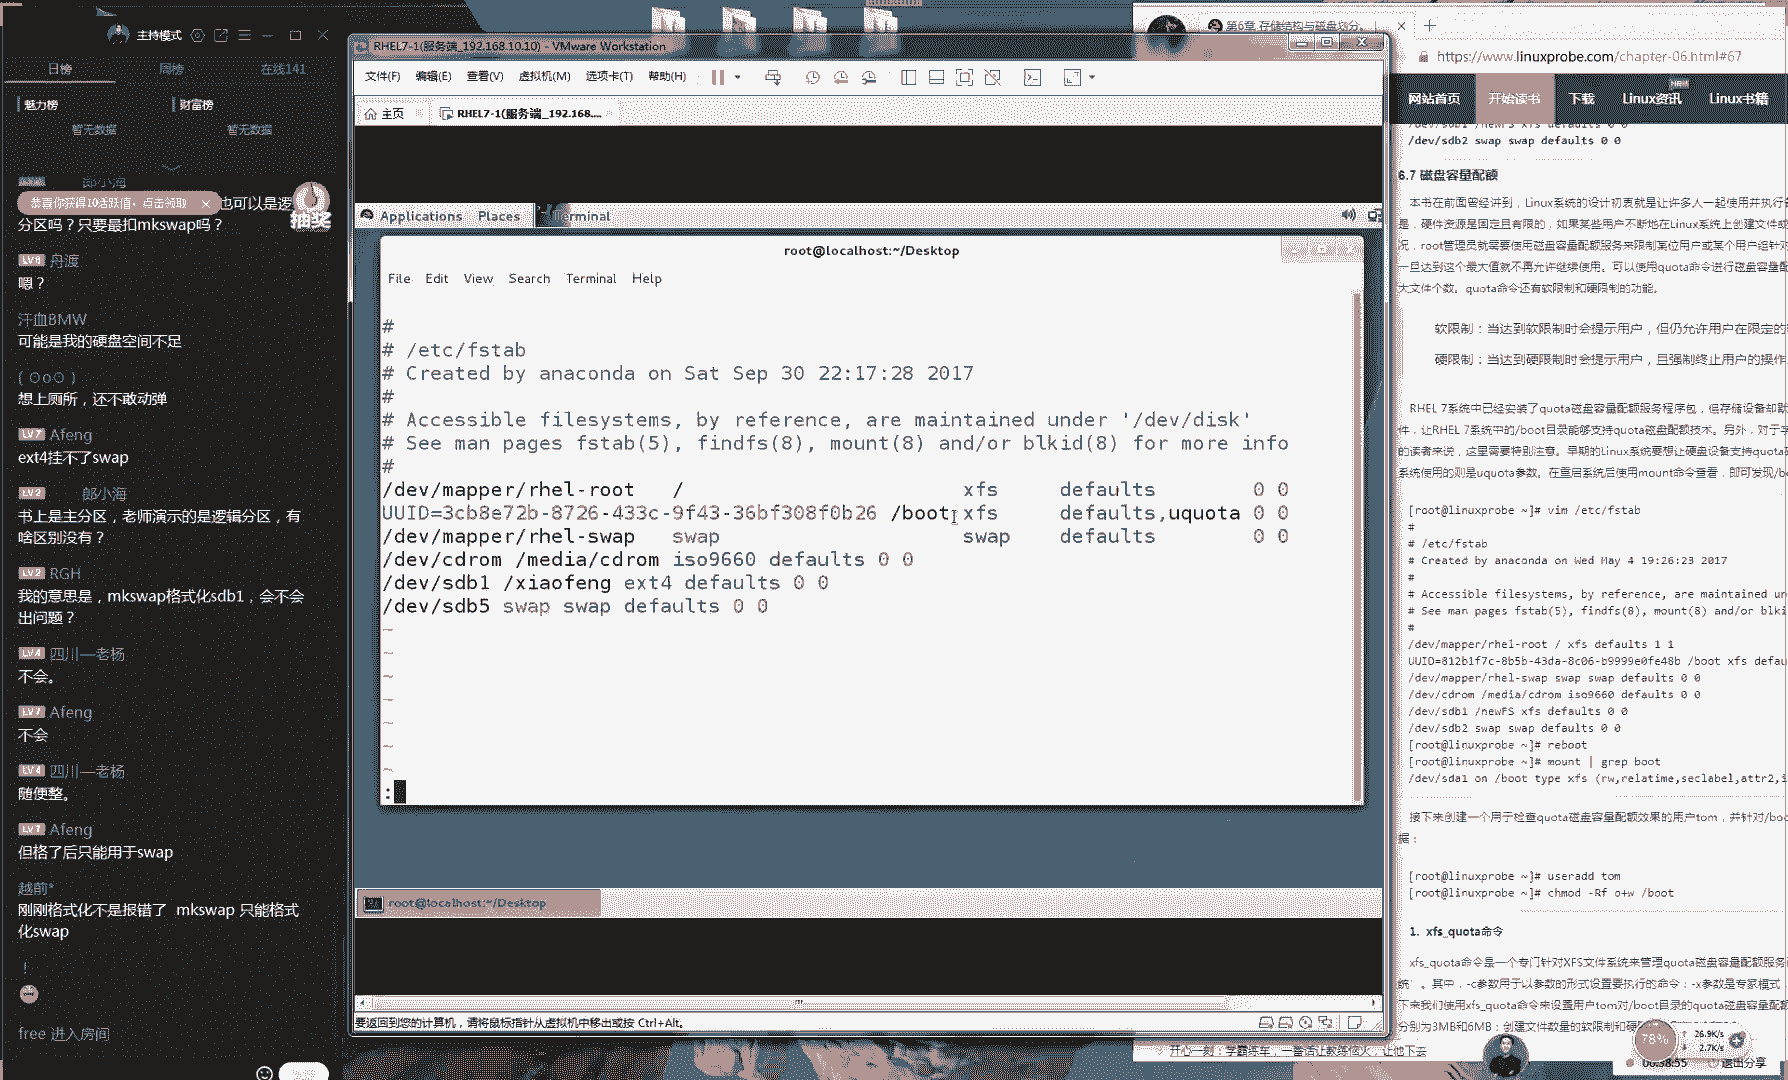 主持模式
日榜
周榜
在线141
魅力榜
财富榜
暂无数据
暂无数据
郎小海
恭喜你获得10活跃值，点击领取
也可以是逻
抽奖
分区吗？只要最扣mkswap吗？
LV8 舟渡
嗯？
汗血BMW
可能是我的硬盘空间不足
( ⊙o⊙ )
想上厕所，还不敢动弹
LV7 Afeng
ext4挂不了swap
LV2 郎小海
书上是主分区，老师演示的是逻辑分区，有
啥区别没有？
LV2 RGH
我的意思是，mkswap格式化sdb1，会不会
出问题？
LV4 四川—老杨
不会。
LV7 Afeng
不会
LV4 四川—老杨
随便整。
LV7 Afeng
但格了后只能用于swap
越前*
刚刚格式化不是报错了 mkswap 只能格式
化swap
!
free 进入房间
RHEL7-1(服务端_192.168.10.10) - VMware Workstation
文件(F) 编辑(E) 查看(V) 虚拟机(M) 选项卡(T) 帮助(H)
主页
RHEL7-1(服务端_192.168....
Applications Places Terminal
root@localhost:~/Desktop
File Edit View Search Terminal Help
#
# /etc/fstab
# Created by anaconda on Sat Sep 30 22:17:28 2017
#
# Accessible filesystems, by reference, are maintained under '/dev/disk'
# See man pages fstab(5), findfs(8), mount(8) and/or blkid(8) for more info
#
/dev/mapper/rhel-root / xfs defaults 0 0
UUID=3cb8e72b-8726-433c-9f43-36bf308f0b26 /boot xfs defaults,uquota 0 0
/dev/mapper/rhel-swap swap swap defaults 0 0
/dev/cdrom /media/cdrom iso9660 defaults 0 0
/dev/sdb1 /xiaofeng ext4 defaults 0 0
/dev/sdb5 swap swap defaults 0 0
~
~
~
~
~
~
~
:
root@localhost:~/Desktop
要返回到您的计算机，请将鼠标指针从虚拟机中移出或按 Ctrl+Alt。
第6章 存储结构与磁盘划分。
https://www.linuxprobe.com/chapter-06.html#67
网站首页 开始读书 下载 Linux资讯 Linux书籍
NEW
/dev/sdb1 /newFS xfs defaults 0 0
/dev/sdb2 swap swap defaults 0 0
6.7 磁盘容量配额
本书在前面曾经讲到，Linux系统的设计初衷就是让许多人一起使用并执行
是，硬件资源是固定且有限的，如果某些用户不断地在Linux系统上创建文件或
况，root管理员就需要使用磁盘容量配额服务来限制某位用户或某个用户组针对
一旦达到这个最大值就不再允许继续使用。可以使用quota命令进行磁盘容量配
大文件个数。quota命令还有软限制和硬限制的功能。
软限制：当达到软限制时会提示用户，但仍允许用户在限定的
硬限制：当达到硬限制时会提示用户，且强制终止用户的操作
RHEL 7系统中已经安装了quota磁盘容量配额服务程序包，但存储设备却默
件，让RHEL 7系统中的/boot目录能够支持quota磁盘配额技术。另外，对于学
的读者来说，这里需要特别注意。早期的Linux系统要想让硬盘设备支持quota
系统使用的则是uquota参数。在重启系统后使用mount命令查看，即可发现/bo
[root@linuxprobe ~]# vim /etc/fstab
#
# /etc/fstab
# Created by anaconda on Wed May 4 19:26:23 2017
#
# Accessible filesystems, by reference, are maintained un
# See man pages fstab(5), findfs(8), mount(8) and/or blki
#
/dev/mapper/rhel-root / xfs defaults 1 1
UUID=812b1f7c-8b5b-43da-8c06-b9999e0fe48b /boot xfs defau
/dev/mapper/rhel-swap swap swap defaults 0 0
/dev/cdrom /media/cdrom iso9660 defaults 0 0
/dev/sdb1 /newFS xfs defaults 0 0
/dev/sdb2 swap swap defaults 0 0
[root@linuxprobe ~]# reboot
[root@linuxprobe ~]# mount | grep boot
/dev/sda1 on /boot type xfs (rw,relatime,seclabel,attr2,i
接下来创建一个用于检查quota磁盘容量配额效果的用户tom，并针对/boo
据：
[root@linuxprobe ~]# useradd tom
[root@linuxprobe ~]# chmod -Rf o+w /boot
1. xfs_quota命令
xfs_quota命令是一个专门针对XFS文件系统来管理quota磁盘容量配额服务
统”。其中，-c参数用于以参数的形式设置要执行的命令；-x参数是专家模式
下来我们使用xfs_quota命令来设置用户tom对/boot目录的quota磁盘容量配额
分别为3MB和6MB；创建文件数量的软限制和硬
78%
26.9K/s
2.7K/s
开心一刻：学霸练车，一番话让教练恼火，让他下去
退出分享